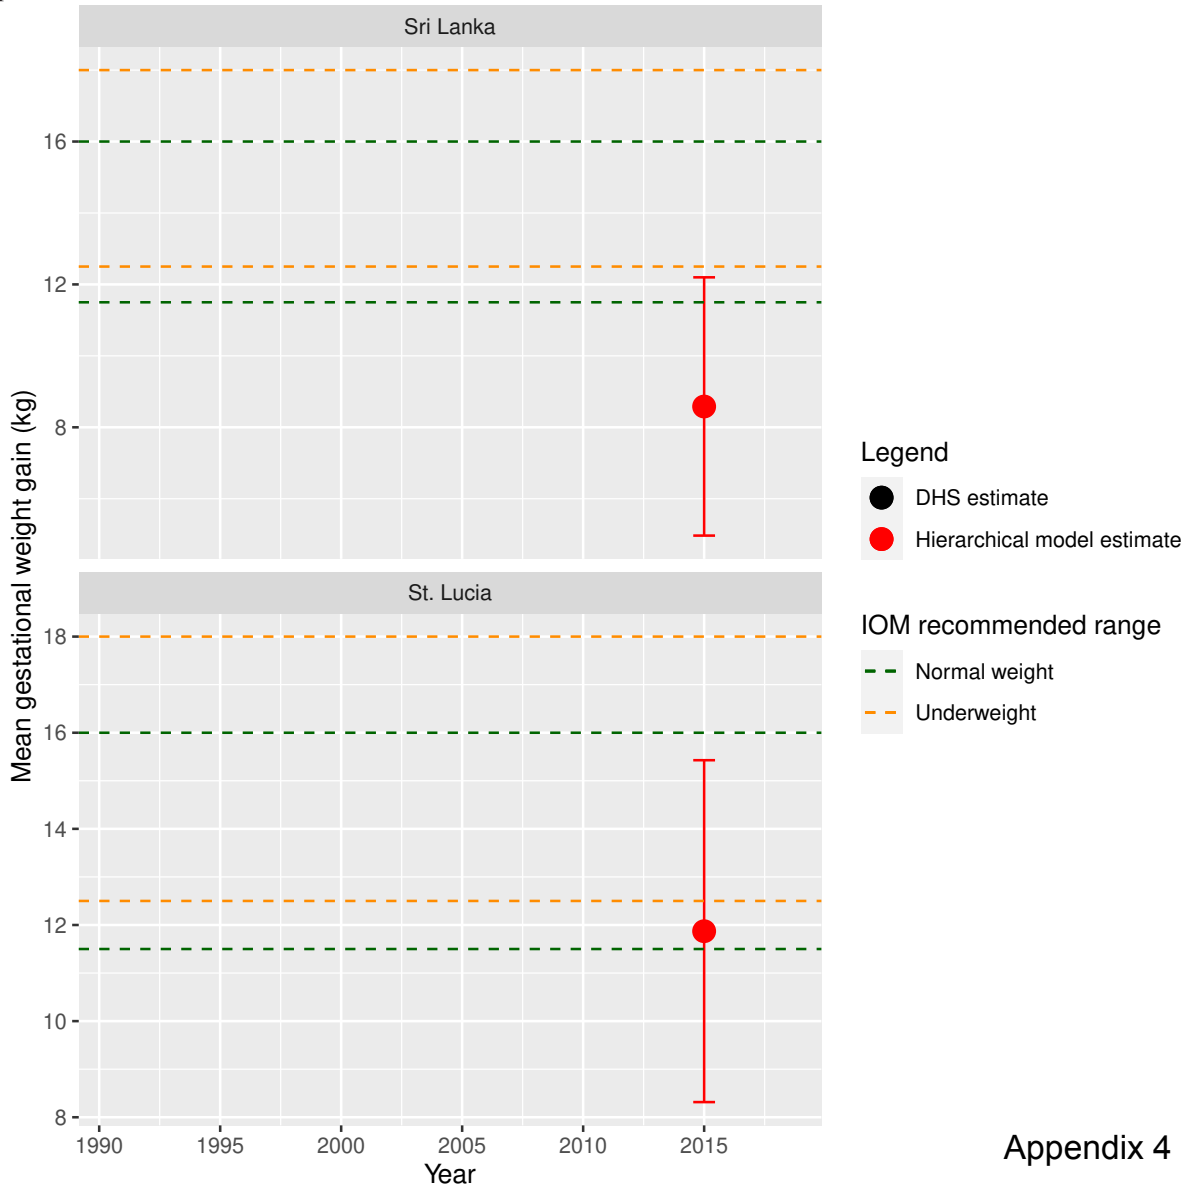 Sri Lanka
16
12
8
St. Lucia
18
16
14
12
10
8
1990 1995 2000 2005 2010 2015
Year
Mean gestational weight gain (kg)
Legend
DHS estimate
Hierarchical model estimate
IOM recommended range
Normal weight
Underweight
Appendix 4